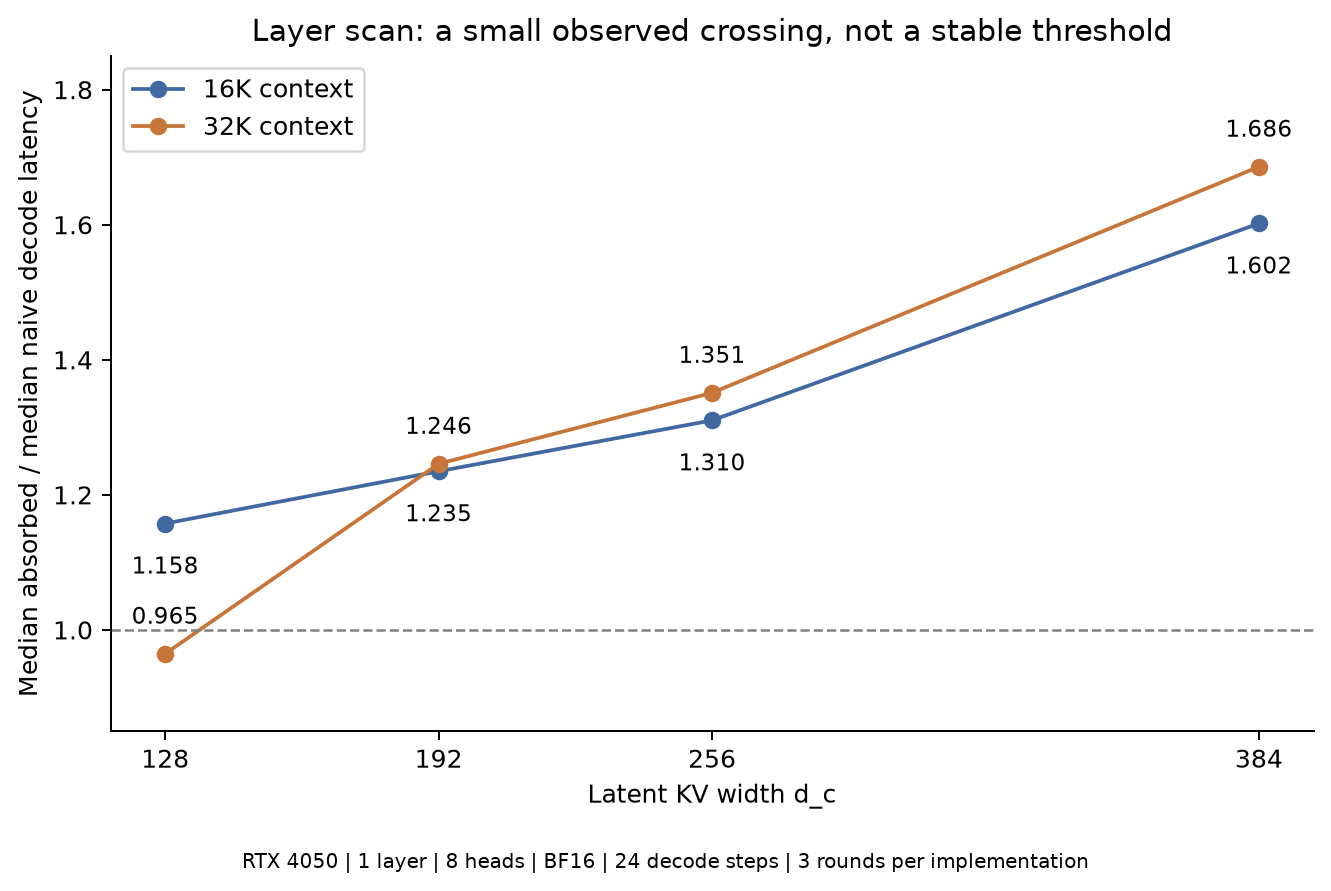 Layer scan: a small observed crossing, not a stable threshold
Median absorbed / median naive decode latency
16K context
32K context
1.8
1.6
1.4
1.2
1.0
1.686
1.602
1.351
1.310
1.246
1.235
1.158
0.965
128
192
256
384
Latent KV width d_c
RTX 4050 | 1 layer | 8 heads | BF16 | 24 decode steps | 3 rounds per implementation